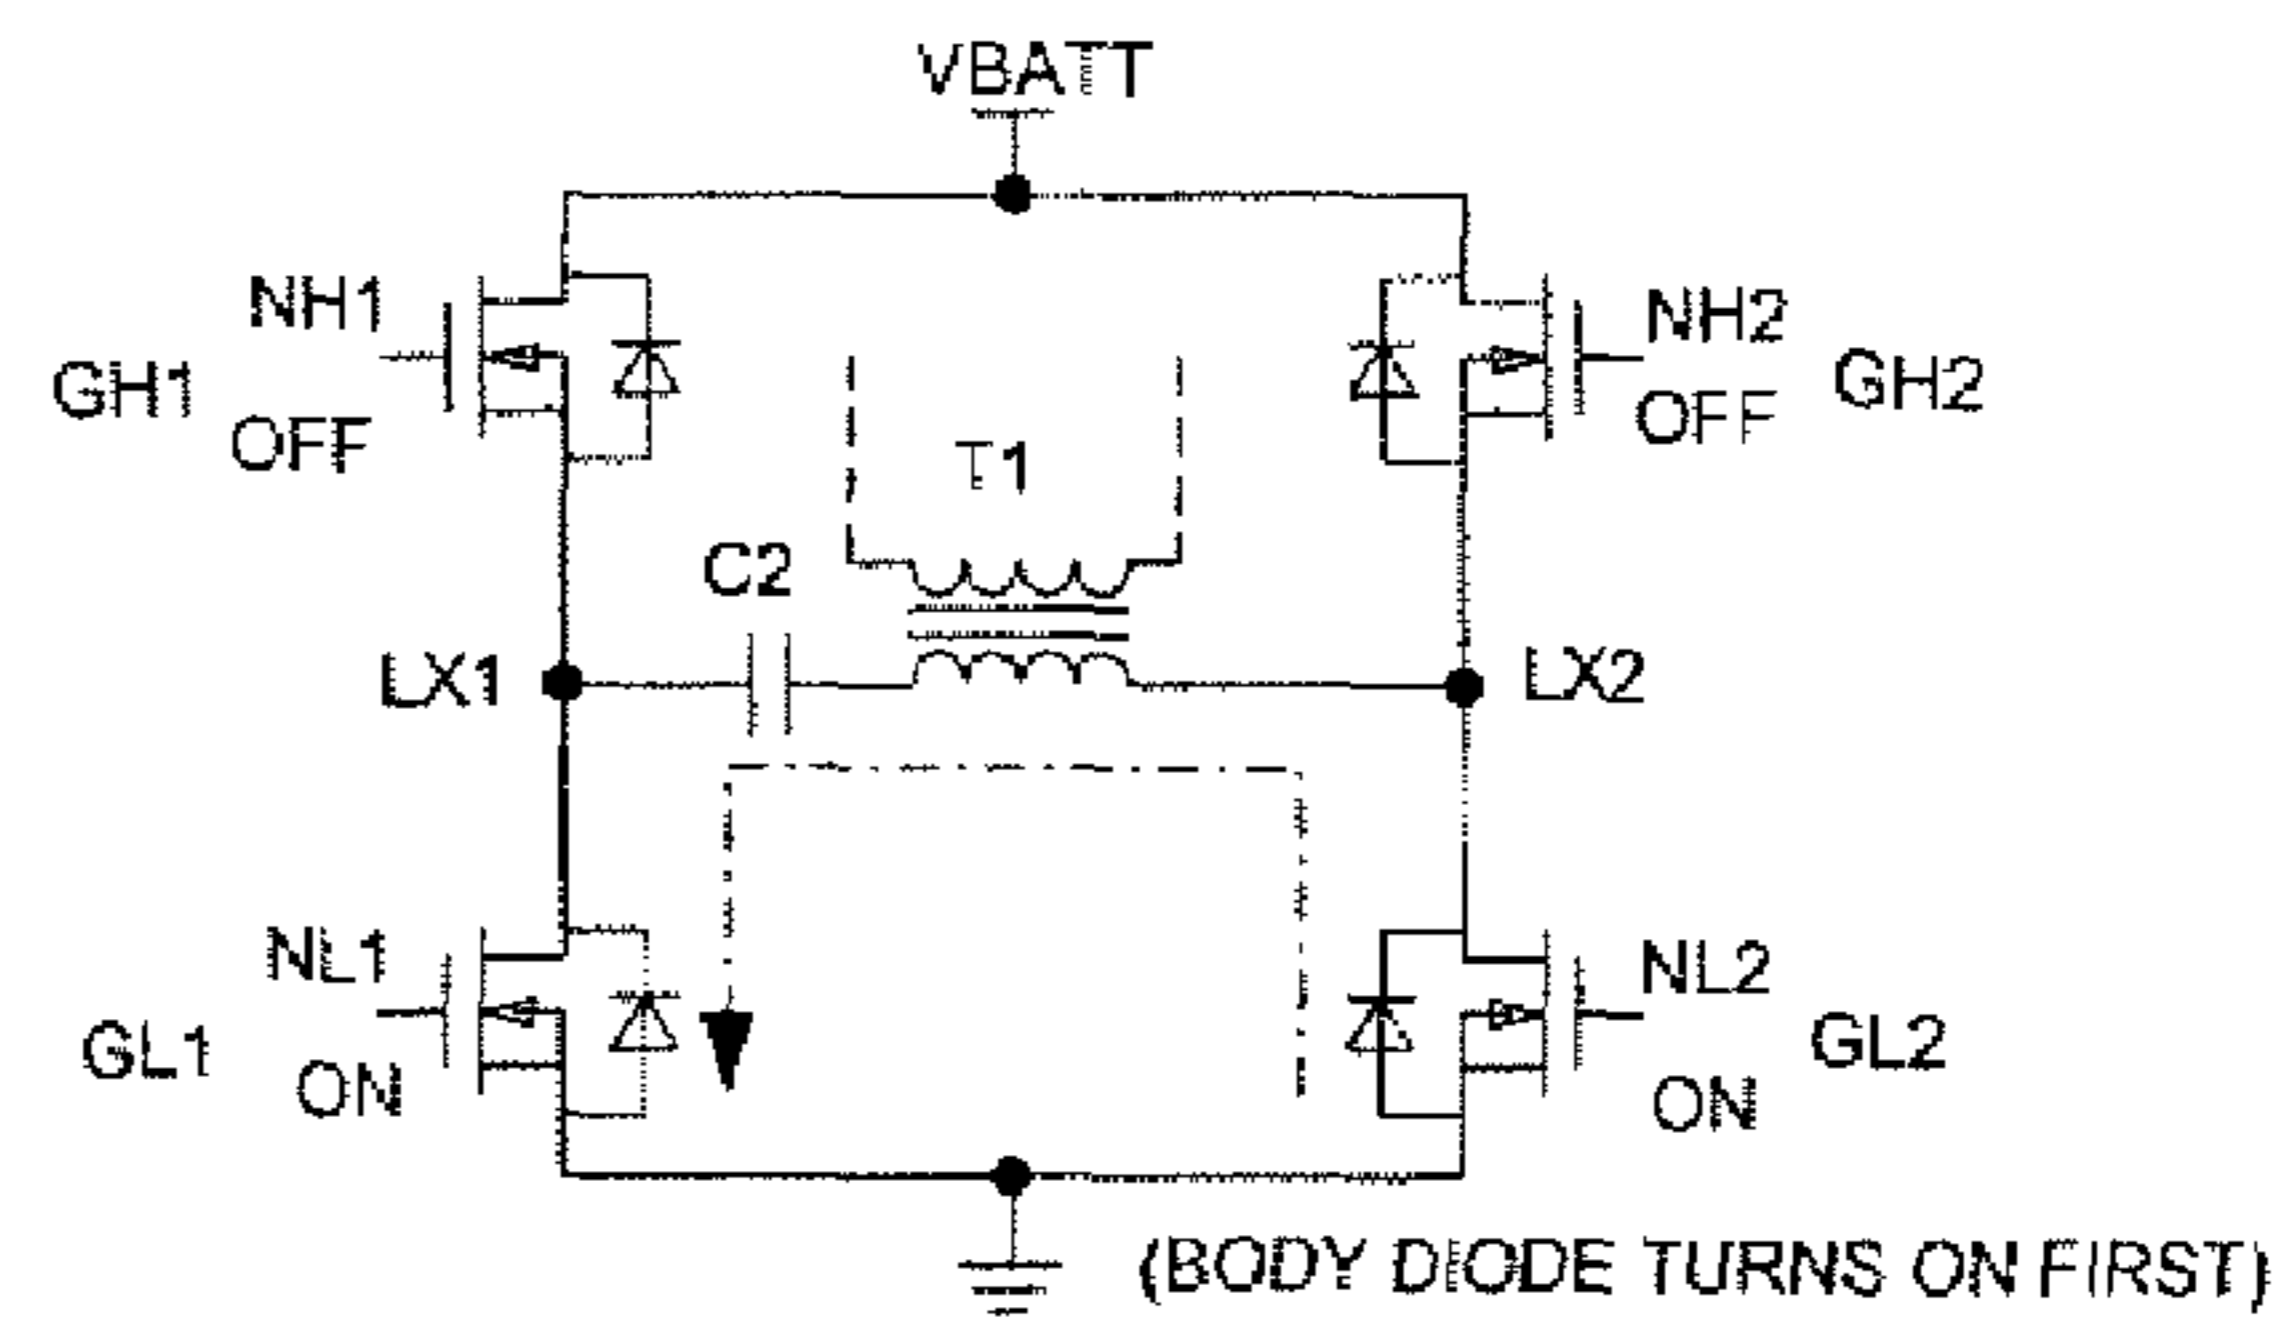 VBATT
NH1
GH1
OFF
NH2
GH2
OFF
T1
C2
LX1
LX2
NL1
GL1
ON
NL2
GL2
ON
(BODY DIODE TURNS ON FIRST)